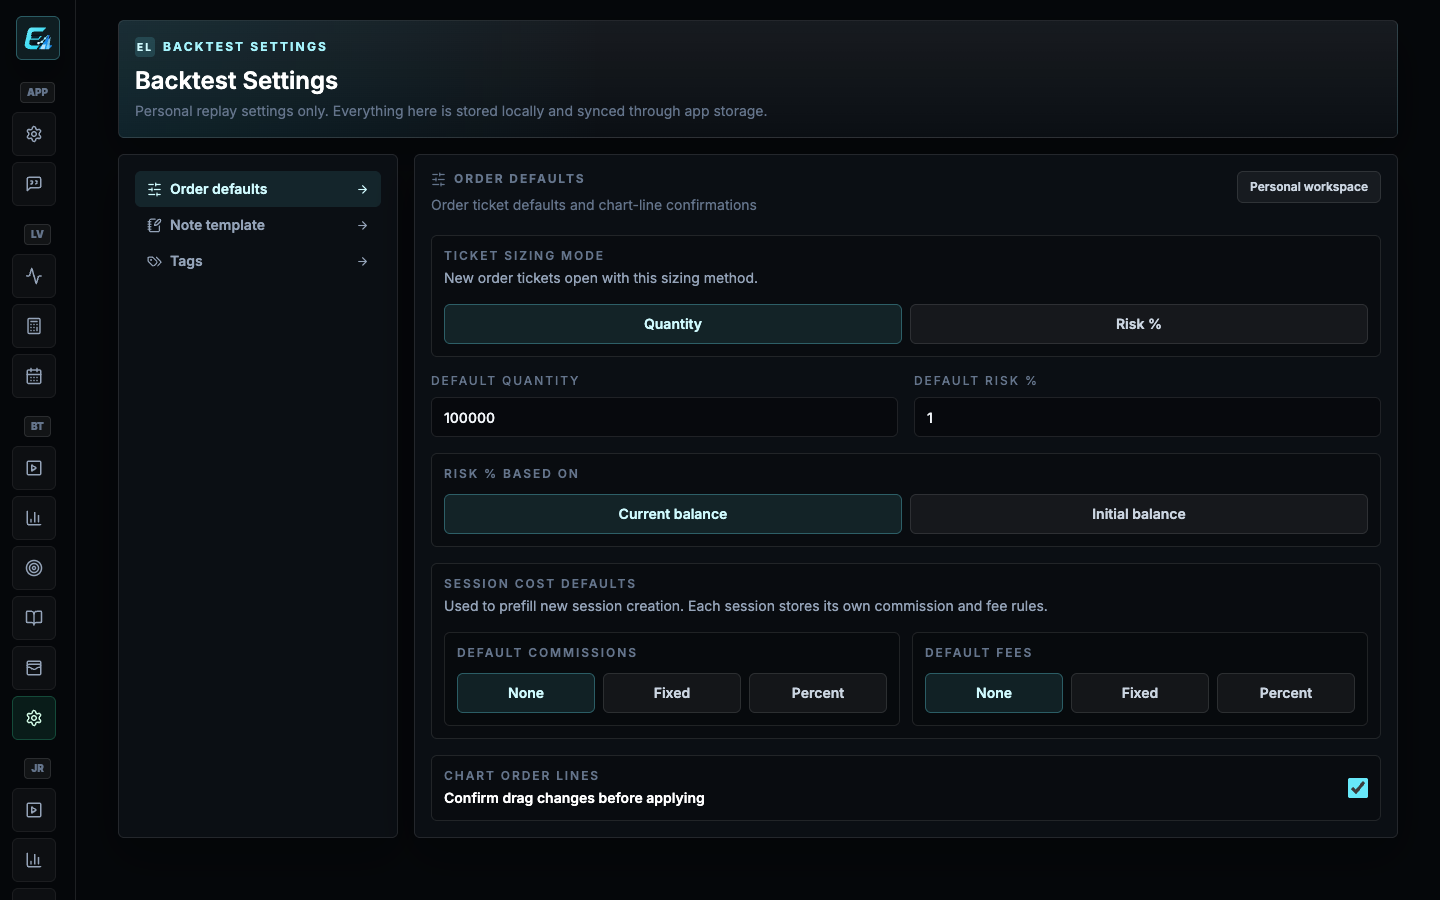 APP
LV
BT
JR
EL BACKTEST SETTINGS
Backtest Settings
Personal replay settings only. Everything here is stored locally and synced through app storage.
Order defaults
Note template
Tags
ORDER DEFAULTS
Order ticket defaults and chart-line confirmations
Personal workspace
TICKET SIZING MODE
New order tickets open with this sizing method.
Quantity
Risk %
DEFAULT QUANTITY
100000
DEFAULT RISK %
1
RISK % BASED ON
Current balance
Initial balance
SESSION COST DEFAULTS
Used to prefill new session creation. Each session stores its own commission and fee rules.
DEFAULT COMMISSIONS
None
Fixed
Percent
DEFAULT FEES
None
Fixed
Percent
CHART ORDER LINES
Confirm drag changes before applying